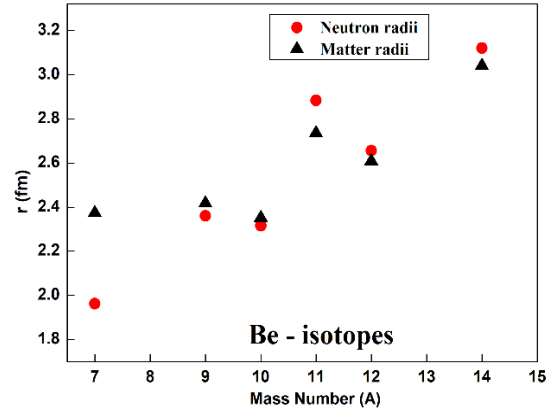 Neutron radii
Matter radii
r (fm)
3.2
3.0
2.8
2.6
2.4
2.2
2.0
1.8
Be - isotopes
7 8 9 10 11 12 13 14 15
Mass Number (A)